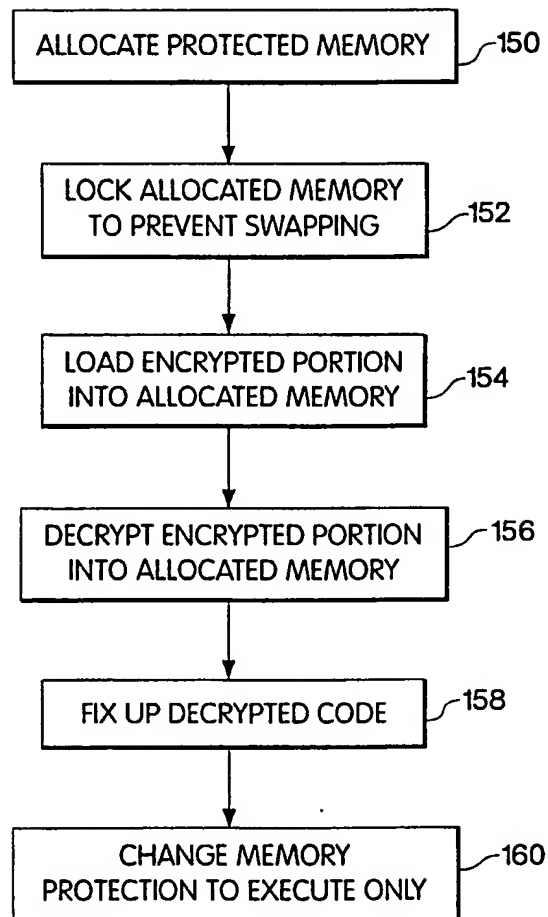 ALLOCATE PROTECTED MEMORY
150
LOCK ALLOCATED MEMORY
TO PREVENT SWAPPING
152
LOAD ENCRYPTED PORTION
INTO ALLOCATED MEMORY
154
DECRYPT ENCRYPTED PORTION
INTO ALLOCATED MEMORY
156
FIX UP DECRYPTED CODE
158
CHANGE MEMORY
PROTECTION TO EXECUTE ONLY
160